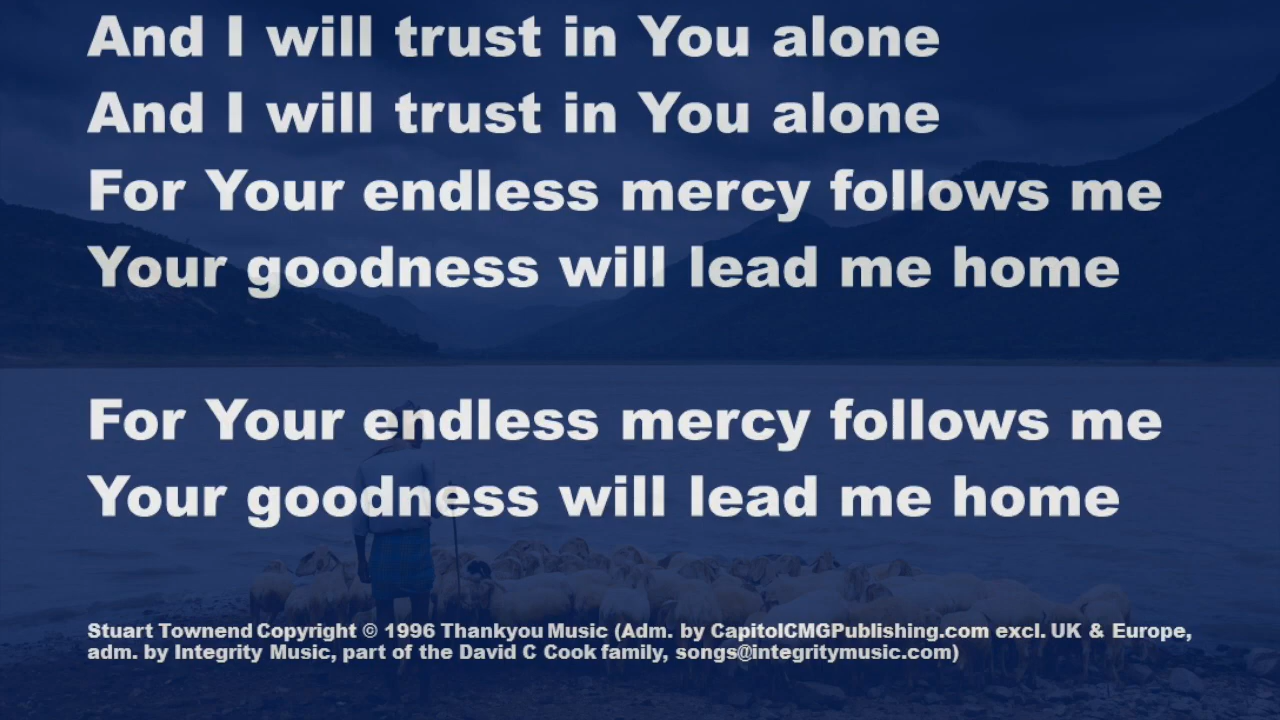 And I will trust in You alone
And I will trust in You alone
For Your endless mercy follows me
Your goodness will lead me home
For Your endless mercy follows me
Your goodness will lead me home
Stuart Townend Copyright © 1996 Thankyou Music (Adm. by CapitolCMGPublishing.com excl. UK & Europe,
adm. by Integrity Music, part of the David C Cook family, songs@integritymusic.com)